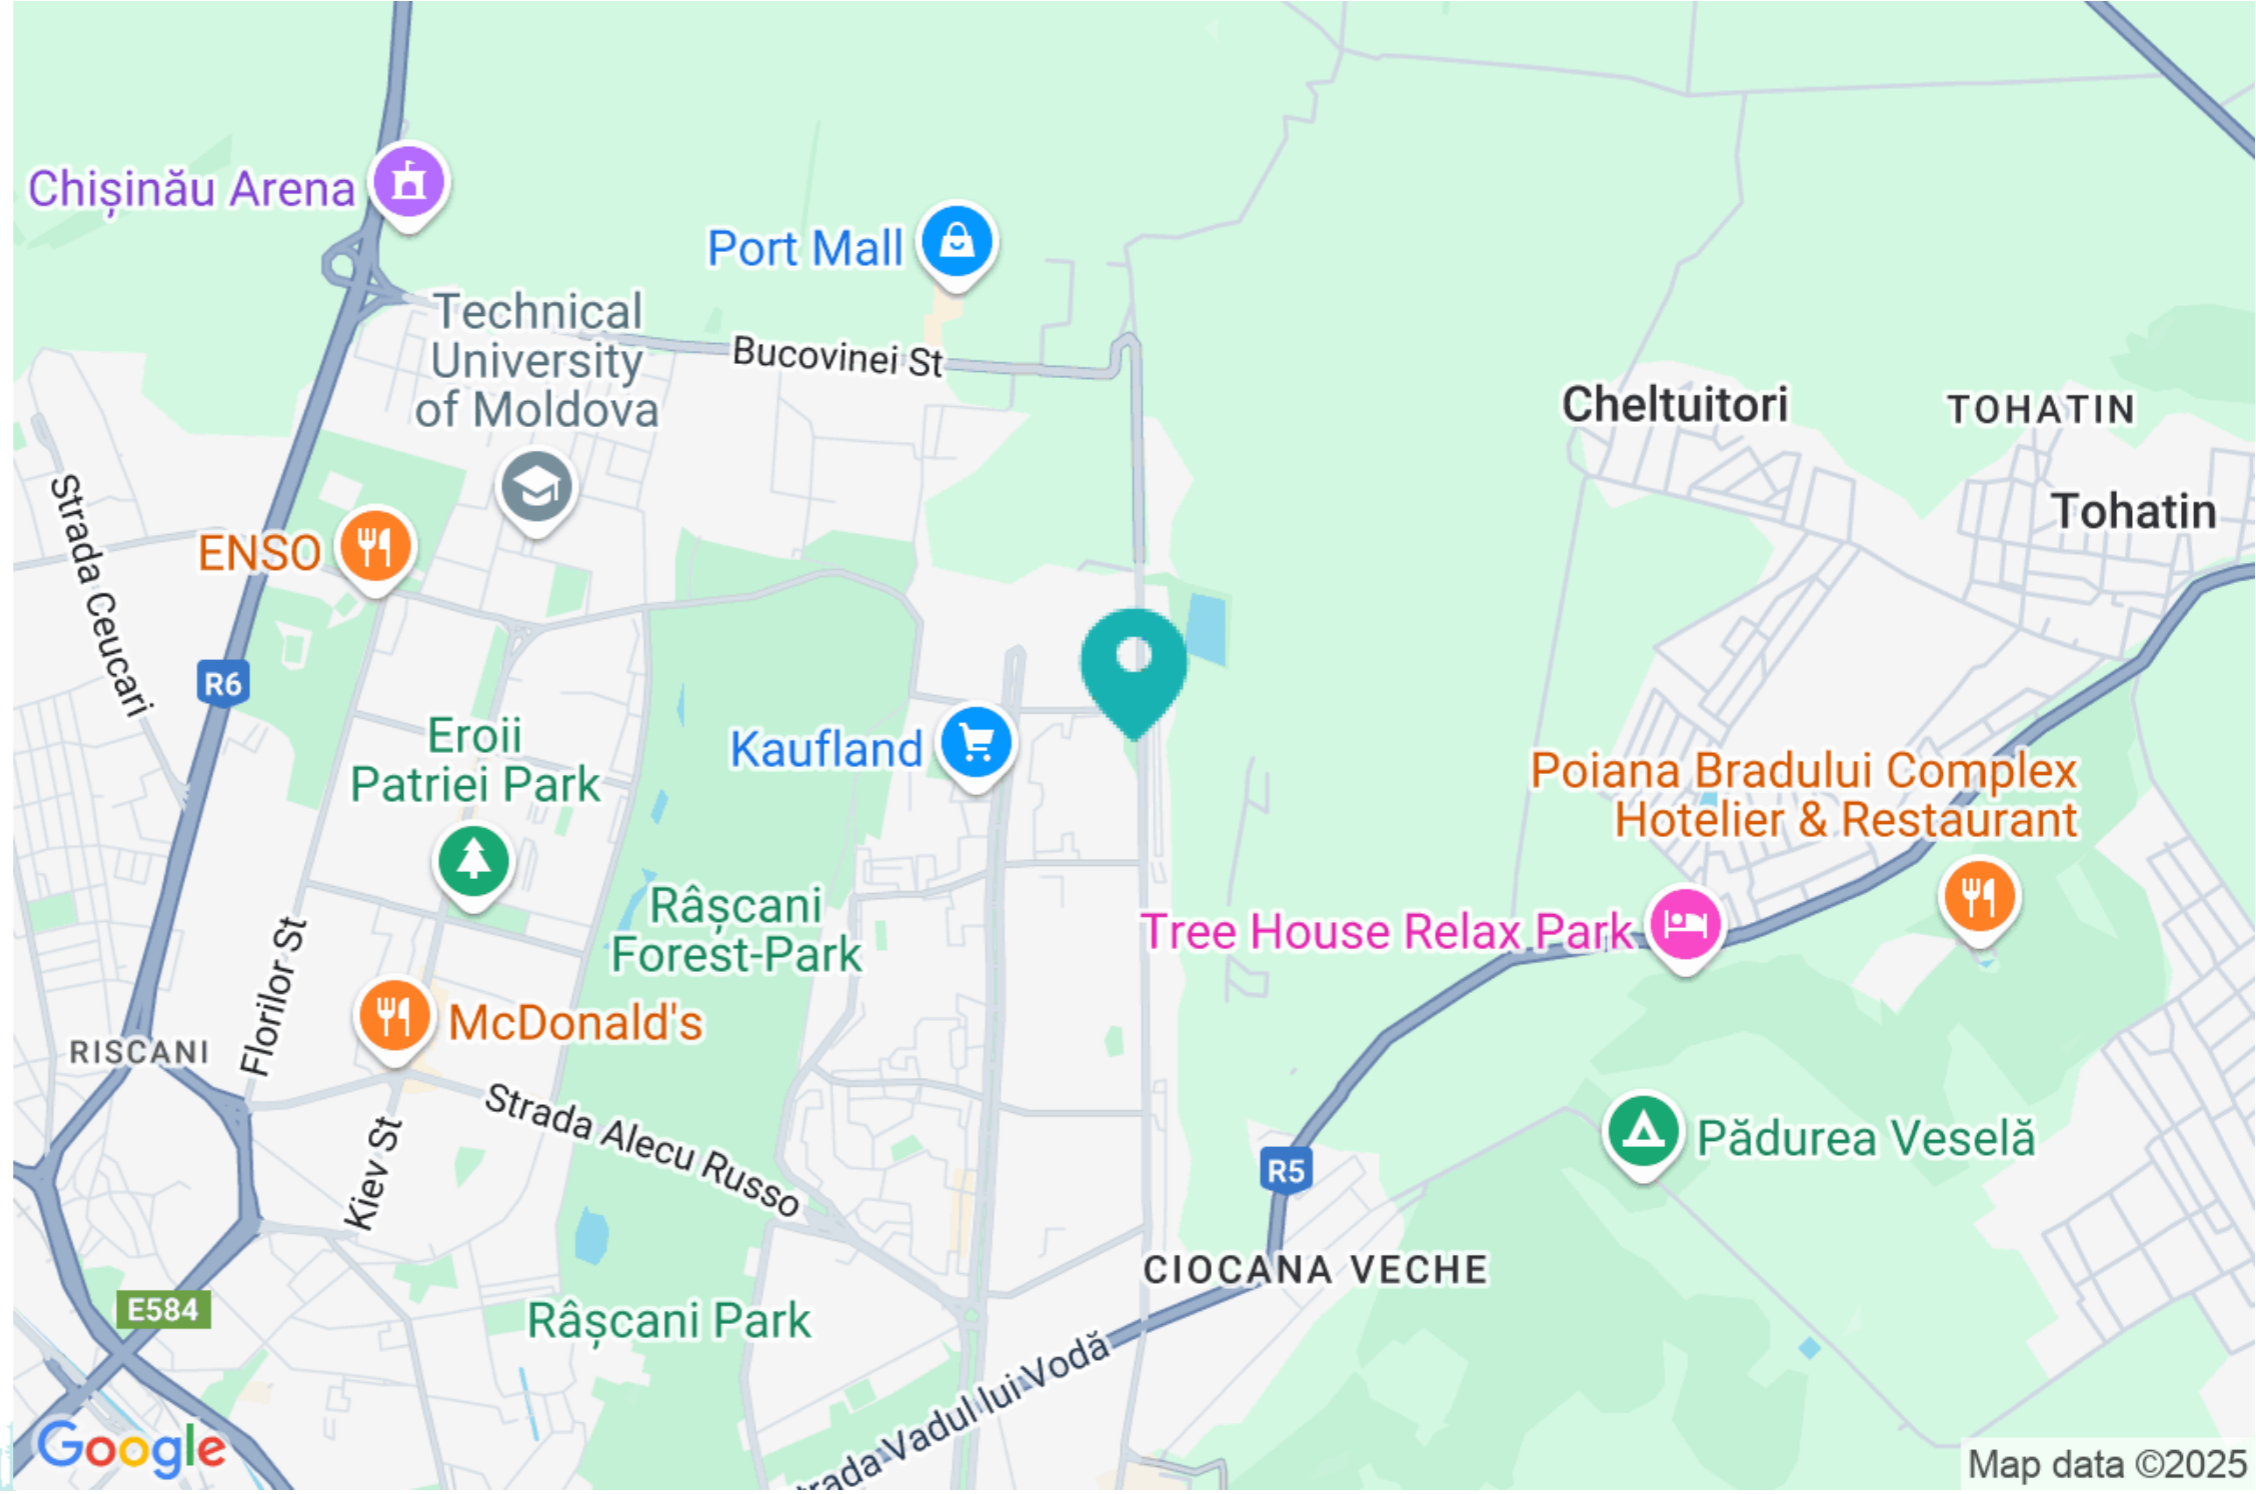 Chișinău Arena
Port Mall
Technical
University
of Moldova
Bucovinei St
Cheltuitori
TOHATIN
Tohatin
Strada Ceucari
ENSO
R6
Eroii
Patriei Park
Kaufland
Poiana Bradului Complex
Hotelier & Restaurant
Râșcani
Forest-Park
Tree House Relax Park
Florilor St
McDonald's
RISCANI
Strada Alecu Russo
Kiev St
Pădurea Veselă
R5
CIOCANA VECHE
E584
Râșcani Park
trada Vadul lui Vodă
Google
Map data ©2025